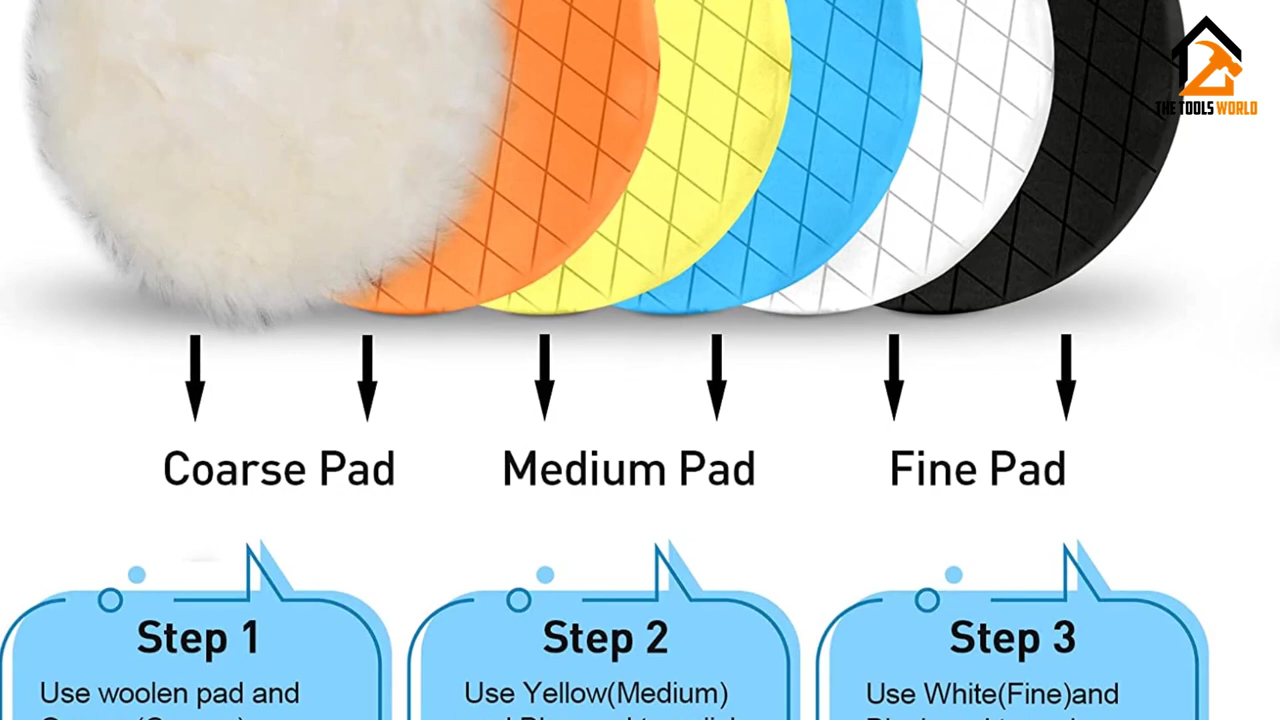 THE TOOLS WORLD
Coarse Pad
Medium Pad
Fine Pad
Step 1
Step 2
Step 3
Use woolen pad and
Use Yellow(Medium)
Use White(Fine)and